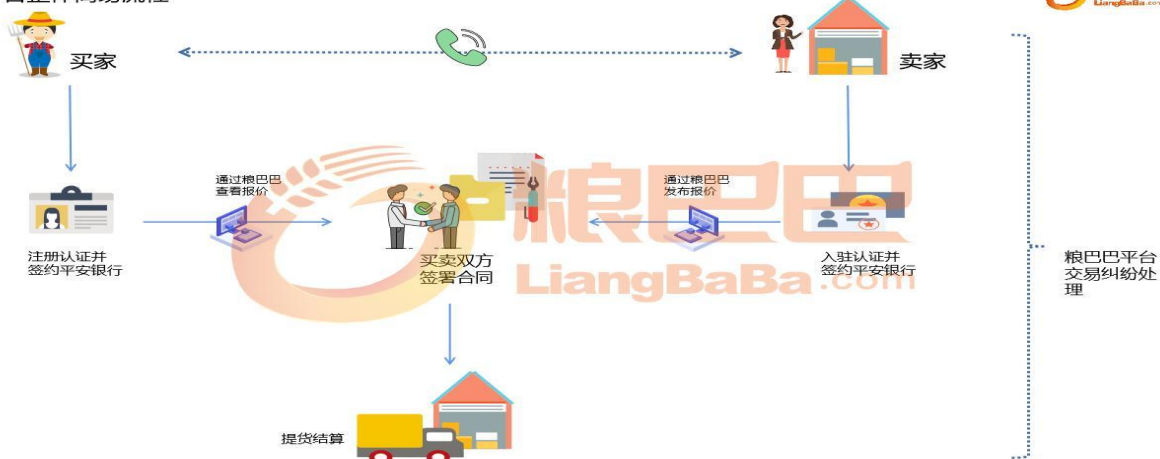 LiangBaBa.com
买家
卖家
通过粮巴巴
查看报价
通过粮巴巴
发布报价
粮巴巴
LiangBaBa.com
注册认证并
签约平安银行
买卖双方
签署合同
入驻认证并
签约平安银行
粮巴巴平台
交易纠纷处
理
提货结算